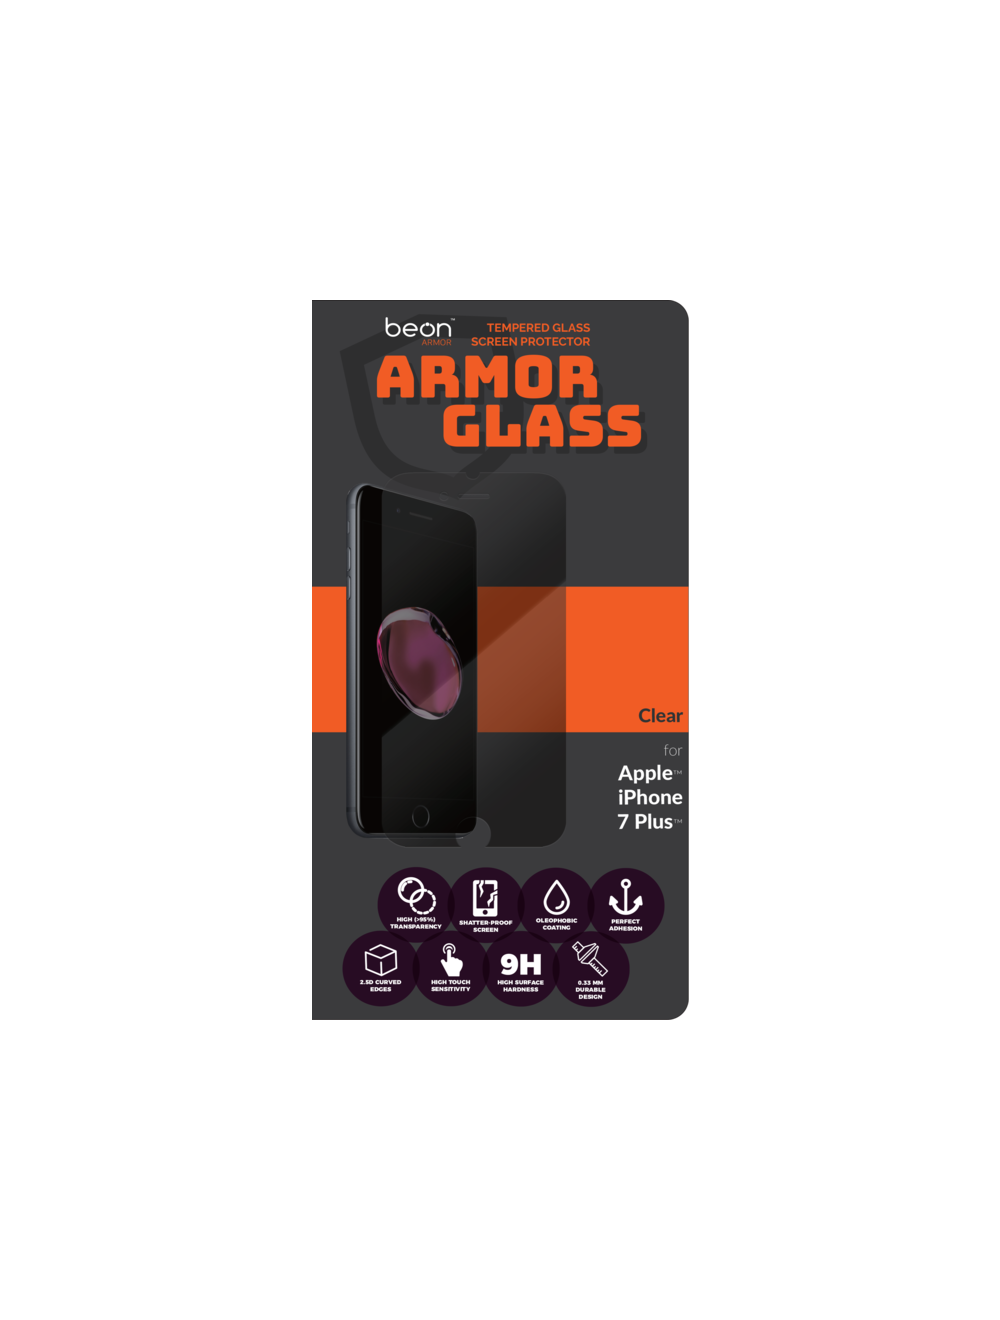 beon™
ARMOR
TEMPERED GLASS
SCREEN PROTECTOR
ARMOR
GLASS
Clear
for
Apple™
iPhone
7 Plus™
HIGH (>95%)
TRANSPARENCY
SHATTER-PROOF
SCREEN
OLEOPHOBIC
COATING
PERFECT
ADHESION
2.5D CURVED
EDGES
HIGH TOUCH
SENSITIVITY
9H
HIGH SURFACE
HARDNESS
0.33 MM
DURABLE
DESIGN